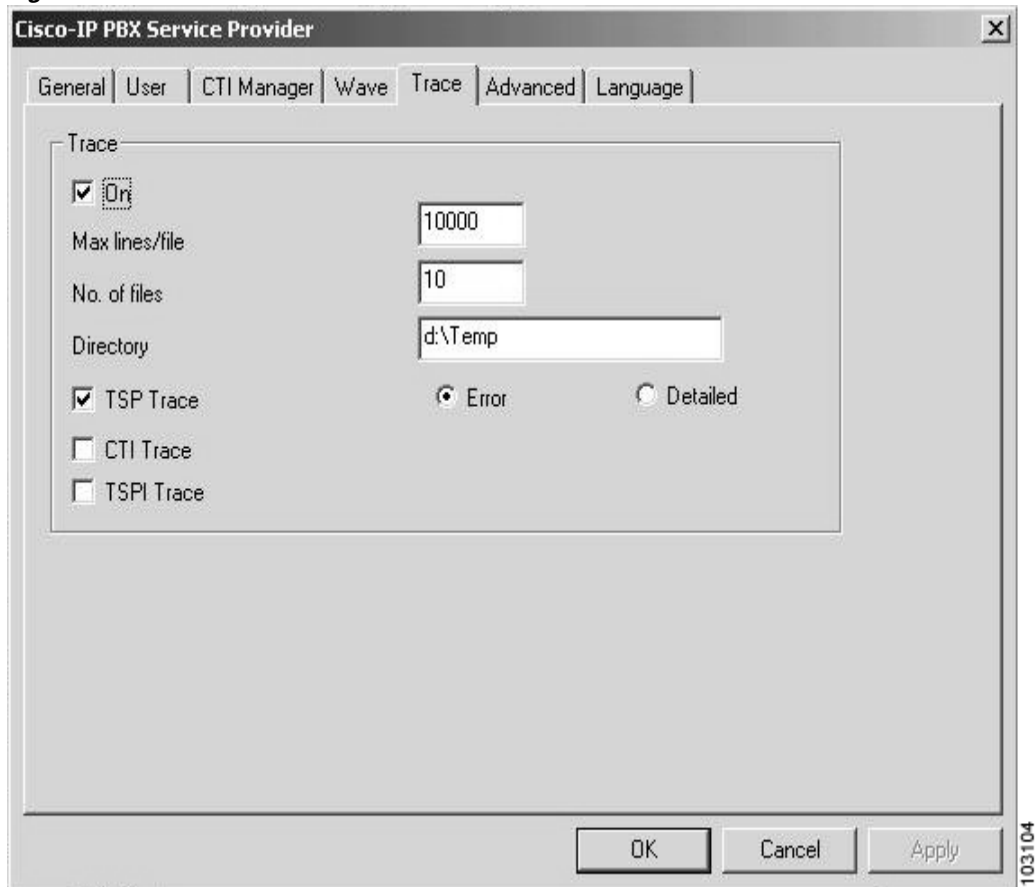 Cisco-IP PBX Service Provider
General User CTI Manager Wave Trace Advanced Language
Trace
On
Max lines/file 10000
No. of files 10
Directory d:\Temp
TSP Trace Error Detailed
CTI Trace
TSPI Trace
OK Cancel Apply
103104